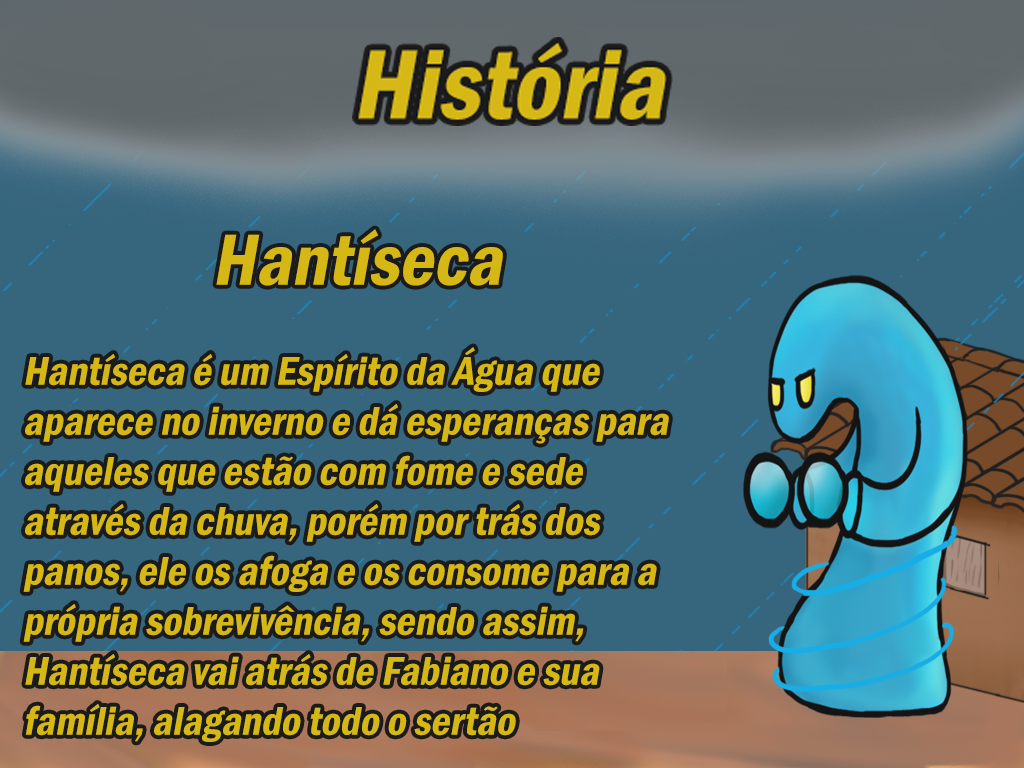 História
Hantíseca
Hantíseca é um Espírito da Água que
aparece no inverno e dá esperanças para
aqueles que estão com fome e sede
através da chuva, porém por trás dos
panos, ele os afoga e os consome para a
própria sobrevivência, sendo assim,
Hantíseca vai atrás de Fabiano e sua
família, alagando todo o sertão